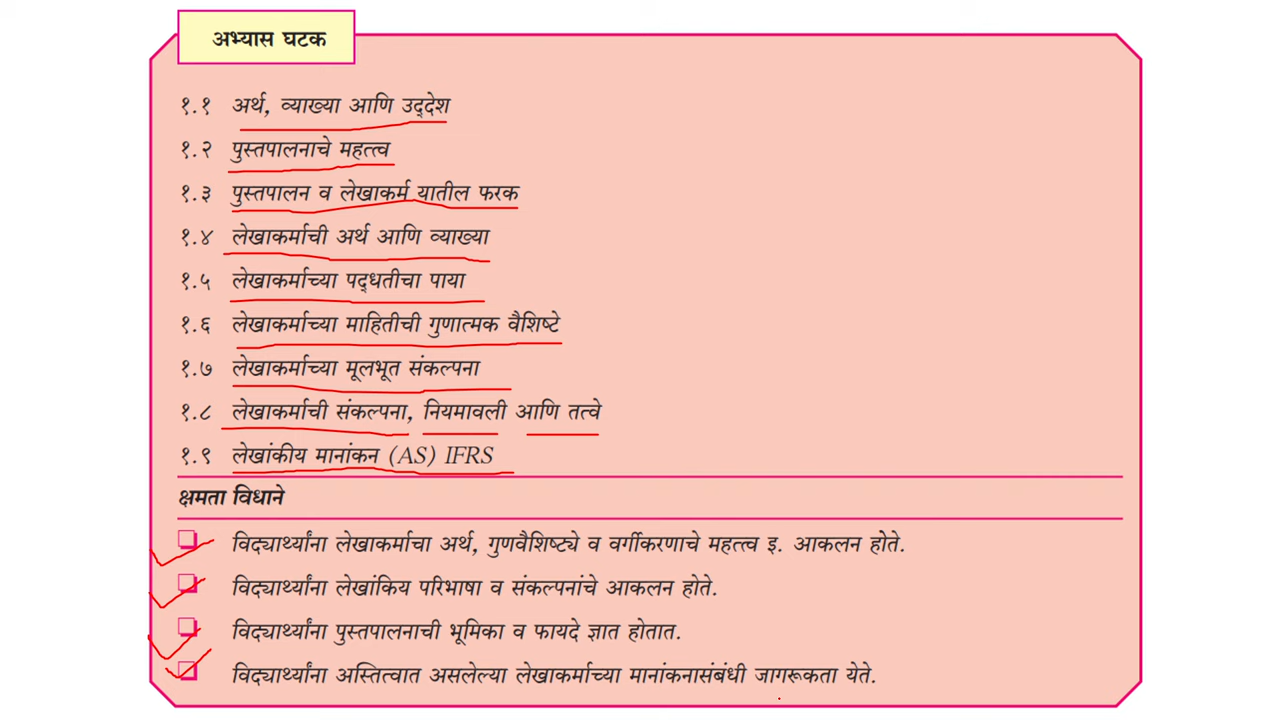 अभ्यास घटक
१.१ अर्थ, व्याख्या आणि उद्‌देश
१.२ पुस्तपालनाचे महत्त्व
१.३ पुस्तपालन व लेखाकर्म यातील फरक
१.४ लेखाकर्माची अर्थ आणि व्याख्या
१.५ लेखाकर्माच्या पद्‌धतीचा पाया
१.६ लेखाकर्माच्या माहितीची गुणात्मक वैशिष्टे
१.७ लेखाकर्माच्या मूलभूत संकल्पना
१.८ लेखाकर्माची संकल्पना, नियमावली आणि तत्वे
१.९ लेखांकीय मानांकन (AS) IFRS
क्षमता विधाने
विद्यार्थ्यांना लेखाकर्माचा अर्थ, गुणवैशिष्ट्ये व वर्गीकरणाचे महत्त्व इ. आकलन होते.
विद्यार्थ्यांना लेखांकिय परिभाषा व संकल्पनांचे आकलन होते.
विद्यार्थ्यांना पुस्तपालनाची भूमिका व फायदे ज्ञात होतात.
विद्यार्थ्यांना अस्तित्वात असलेल्या लेखाकर्माच्या मानांकनासंबंधी जागरूकता येते.